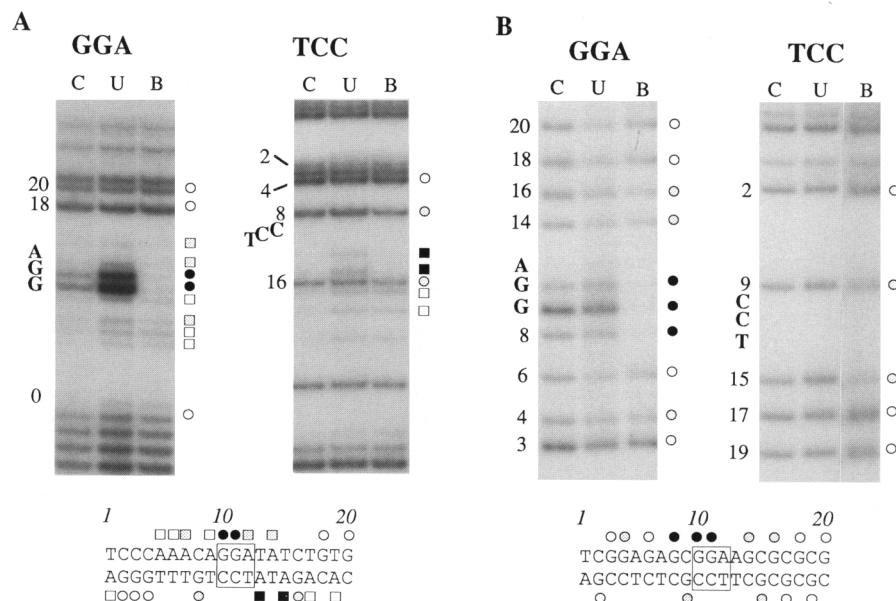 A
GGA
TCC
C U B
C U B
20
18
A
G
G
0
2
4
8
TCC
16
1 10 20
TCCCAAACAGGATATCTGTG
AGGGTTTGTCCTATAGACAC
B
GGA
TCC
C U B
C U B
20
18
16
14
A
G
G
8
6
4
3
2
9
C
C
T
15
17
19
1 10 20
TCGGAGAGCGGAAGCGCGCG
AGCCTCTCGCCTTCGCGCGC